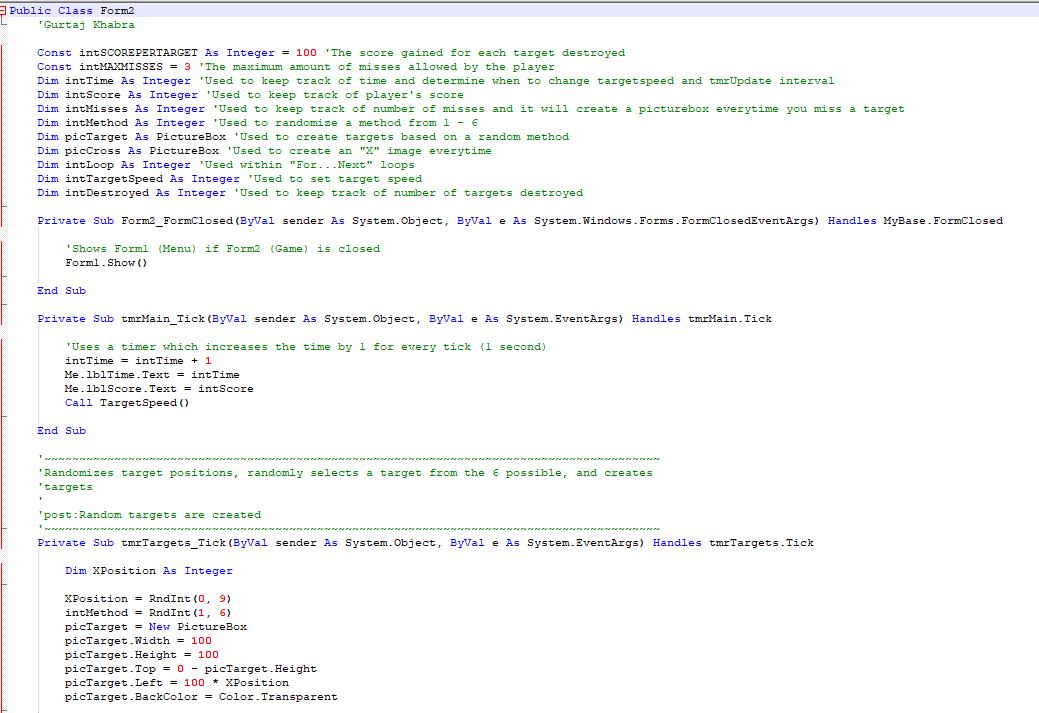 Public Class Form2
'Gurtaj Khabra
Const intSCOREPERTARGET As Integer = 100 'The score gained for each target destroyed
Const intMAXMISSES = 3 'The maximum amount of misses allowed by the player
Dim intTime As Integer 'Used to keep track of time and determine when to change targetspeed and tmrUpdate interval
Dim intScore As Integer 'Used to keep track of player's score
Dim intMisses As Integer 'Used to keep track of number of misses and it will create a picturebox everytime you miss a target
Dim intMethod As Integer 'Used to randomize a method from 1 - 6
Dim picTarget As PictureBox 'Used to create targets based on a random method
Dim picCross As PictureBox 'Used to create an "X" image everytime
Dim intLoop As Integer 'Used within "For...Next" loops
Dim intTargetSpeed As Integer 'Used to set target speed
Dim intDestroyed As Integer 'Used to keep track of number of targets destroyed
Private Sub Form2_FormClosed(ByVal sender As System.Object, ByVal e As System.Windows.Forms.FormClosedEventArgs) Handles MyBase.FormClosed
'Shows Form1 (Menu) if Form2 (Game) is closed
Form1.Show()
End Sub
Private Sub tmrMain_Tick(ByVal sender As System.Object, ByVal e As System.EventArgs) Handles tmrMain.Tick
'Uses a timer which increases the time by 1 for every tick (1 second)
intTime = intTime + 1
Me.lblTime.Text = intTime
Me.lblScore.Text = intScore
Call TargetSpeed()
End Sub
'~~~~~~~~~~~~~~~~~~~~~~~~~~~~~~~~~~~~~~~~~~~~~~~~~~~~~~~~~~~~~~~~~~~~~~~~~~~~~~~~~~~~~~~~
'Randomizes target positions, randomly selects a target from the 6 possible, and creates
'targets
'
'post:Random targets are created
'~~~~~~~~~~~~~~~~~~~~~~~~~~~~~~~~~~~~~~~~~~~~~~~~~~~~~~~~~~~~~~~~~~~~~~~~~~~~~~~~~~~~~~~~
Private Sub tmrTargets_Tick(ByVal sender As System.Object, ByVal e As System.EventArgs) Handles tmrTargets.Tick
Dim XPosition As Integer
XPosition = RndInt(0, 9)
intMethod = RndInt(1, 6)
picTarget = New PictureBox
picTarget.Width = 100
picTarget.Height = 100
picTarget.Top = 0 - picTarget.Height
picTarget.Left = 100 * XPosition
picTarget.BackColor = Color.Transparent